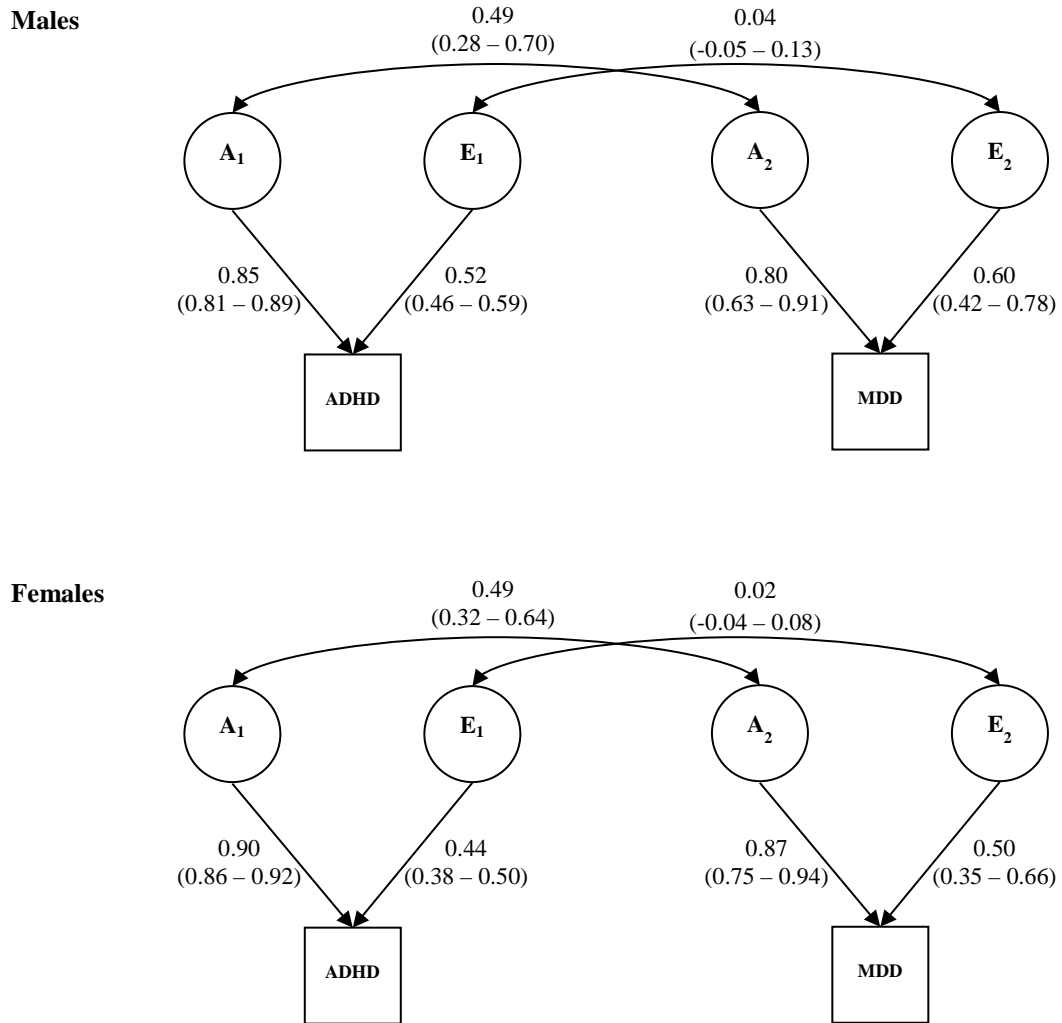 Males
0.49
(0.28 – 0.70)
0.04
(-0.05 – 0.13)
A1
E1
A2
E2
0.85
(0.81 – 0.89)
0.52
(0.46 – 0.59)
0.80
(0.63 – 0.91)
0.60
(0.42 – 0.78)
ADHD
MDD
Females
0.49
(0.32 – 0.64)
0.02
(-0.04 – 0.08)
A1
E1
A2
E2
0.90
(0.86 – 0.92)
0.44
(0.38 – 0.50)
0.87
(0.75 – 0.94)
0.50
(0.35 – 0.66)
ADHD
MDD